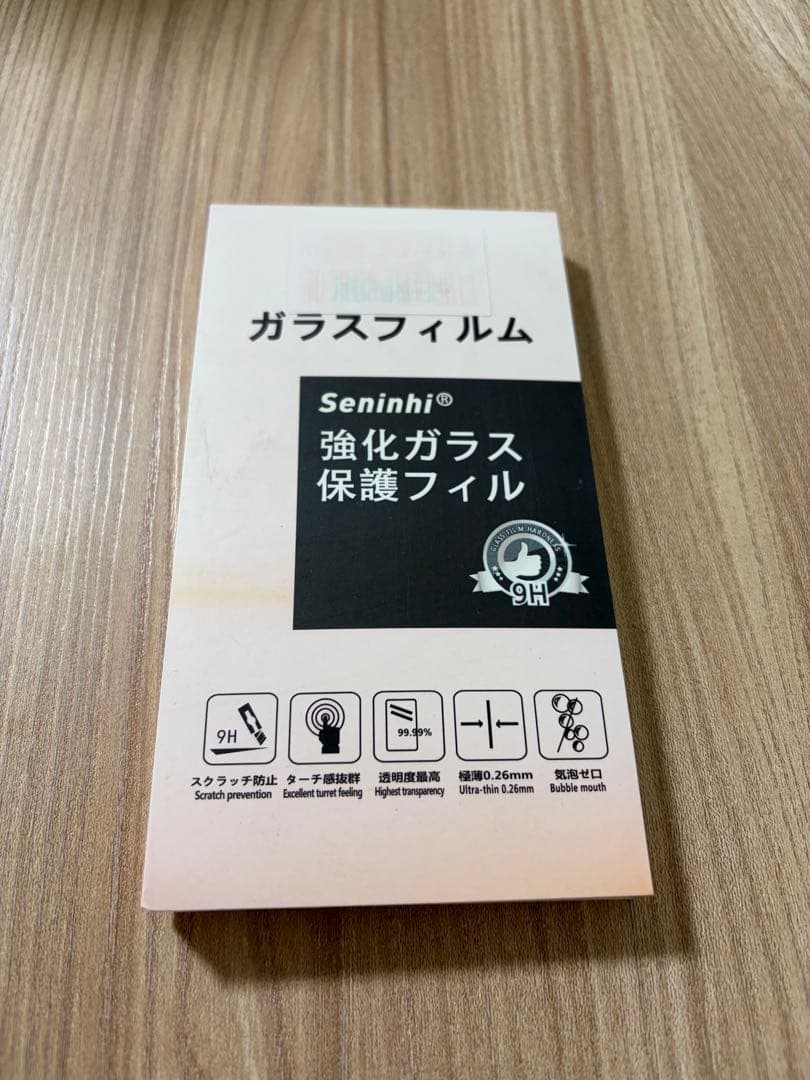 ガラスフィルム
Seninhi®
強化ガラス
保護フィル
GLASS FILM HARDNESS
9H
9H
99.99%
スクラッチ防止
Scratch prevention
ターチ感抜群
Excellent turret feeling
透明度最高
Highest transparency
極薄0.26mm
Ultra-thin 0.26mm
気泡ゼロ
Bubble mouth